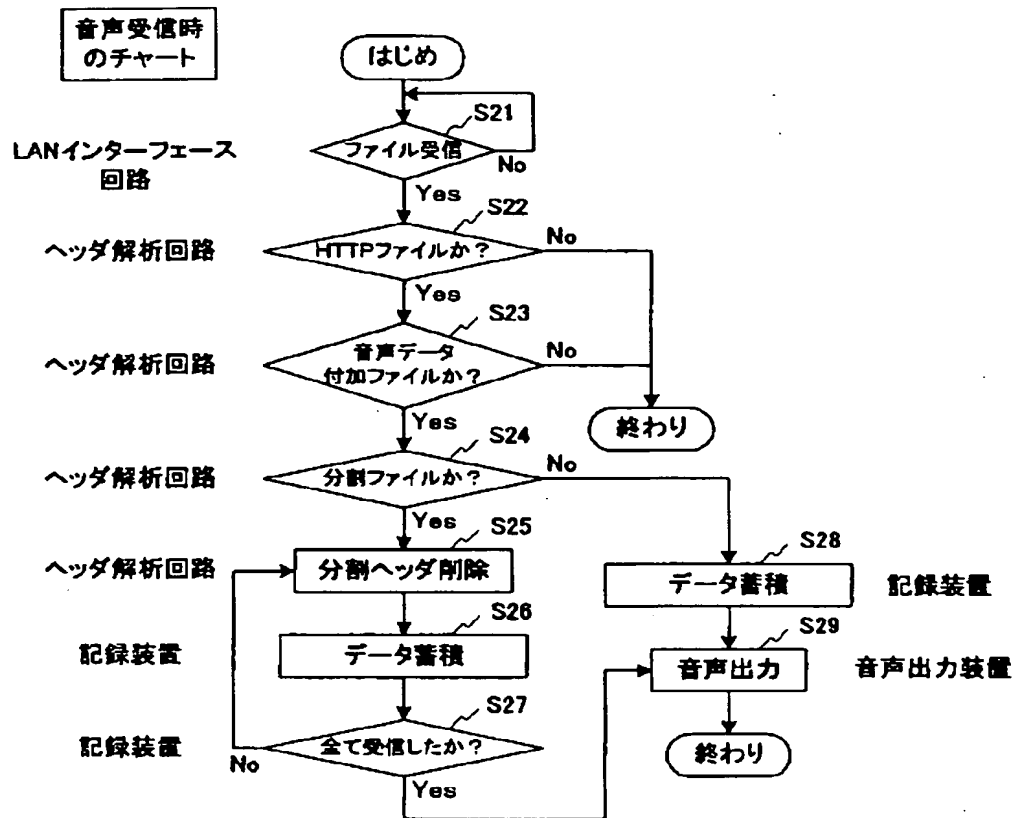 音声受信時
のチャート
はじめ
S21
ファイル受信
No
LANインターフェース
回路
Yes
S22
ヘッダ解析回路
HTTPファイルか？
No
Yes
S23
ヘッダ解析回路
音声データ
付加ファイルか？
No
Yes
終わり
S24
ヘッダ解析回路
分割ファイルか？
No
Yes
S25
ヘッダ解析回路
分割ヘッダ削除
S28
データ蓄積
記録装置
S26
記録装置
データ蓄積
S29
音声出力
音声出力装置
S27
記録装置
全て受信したか？
No
Yes
終わり